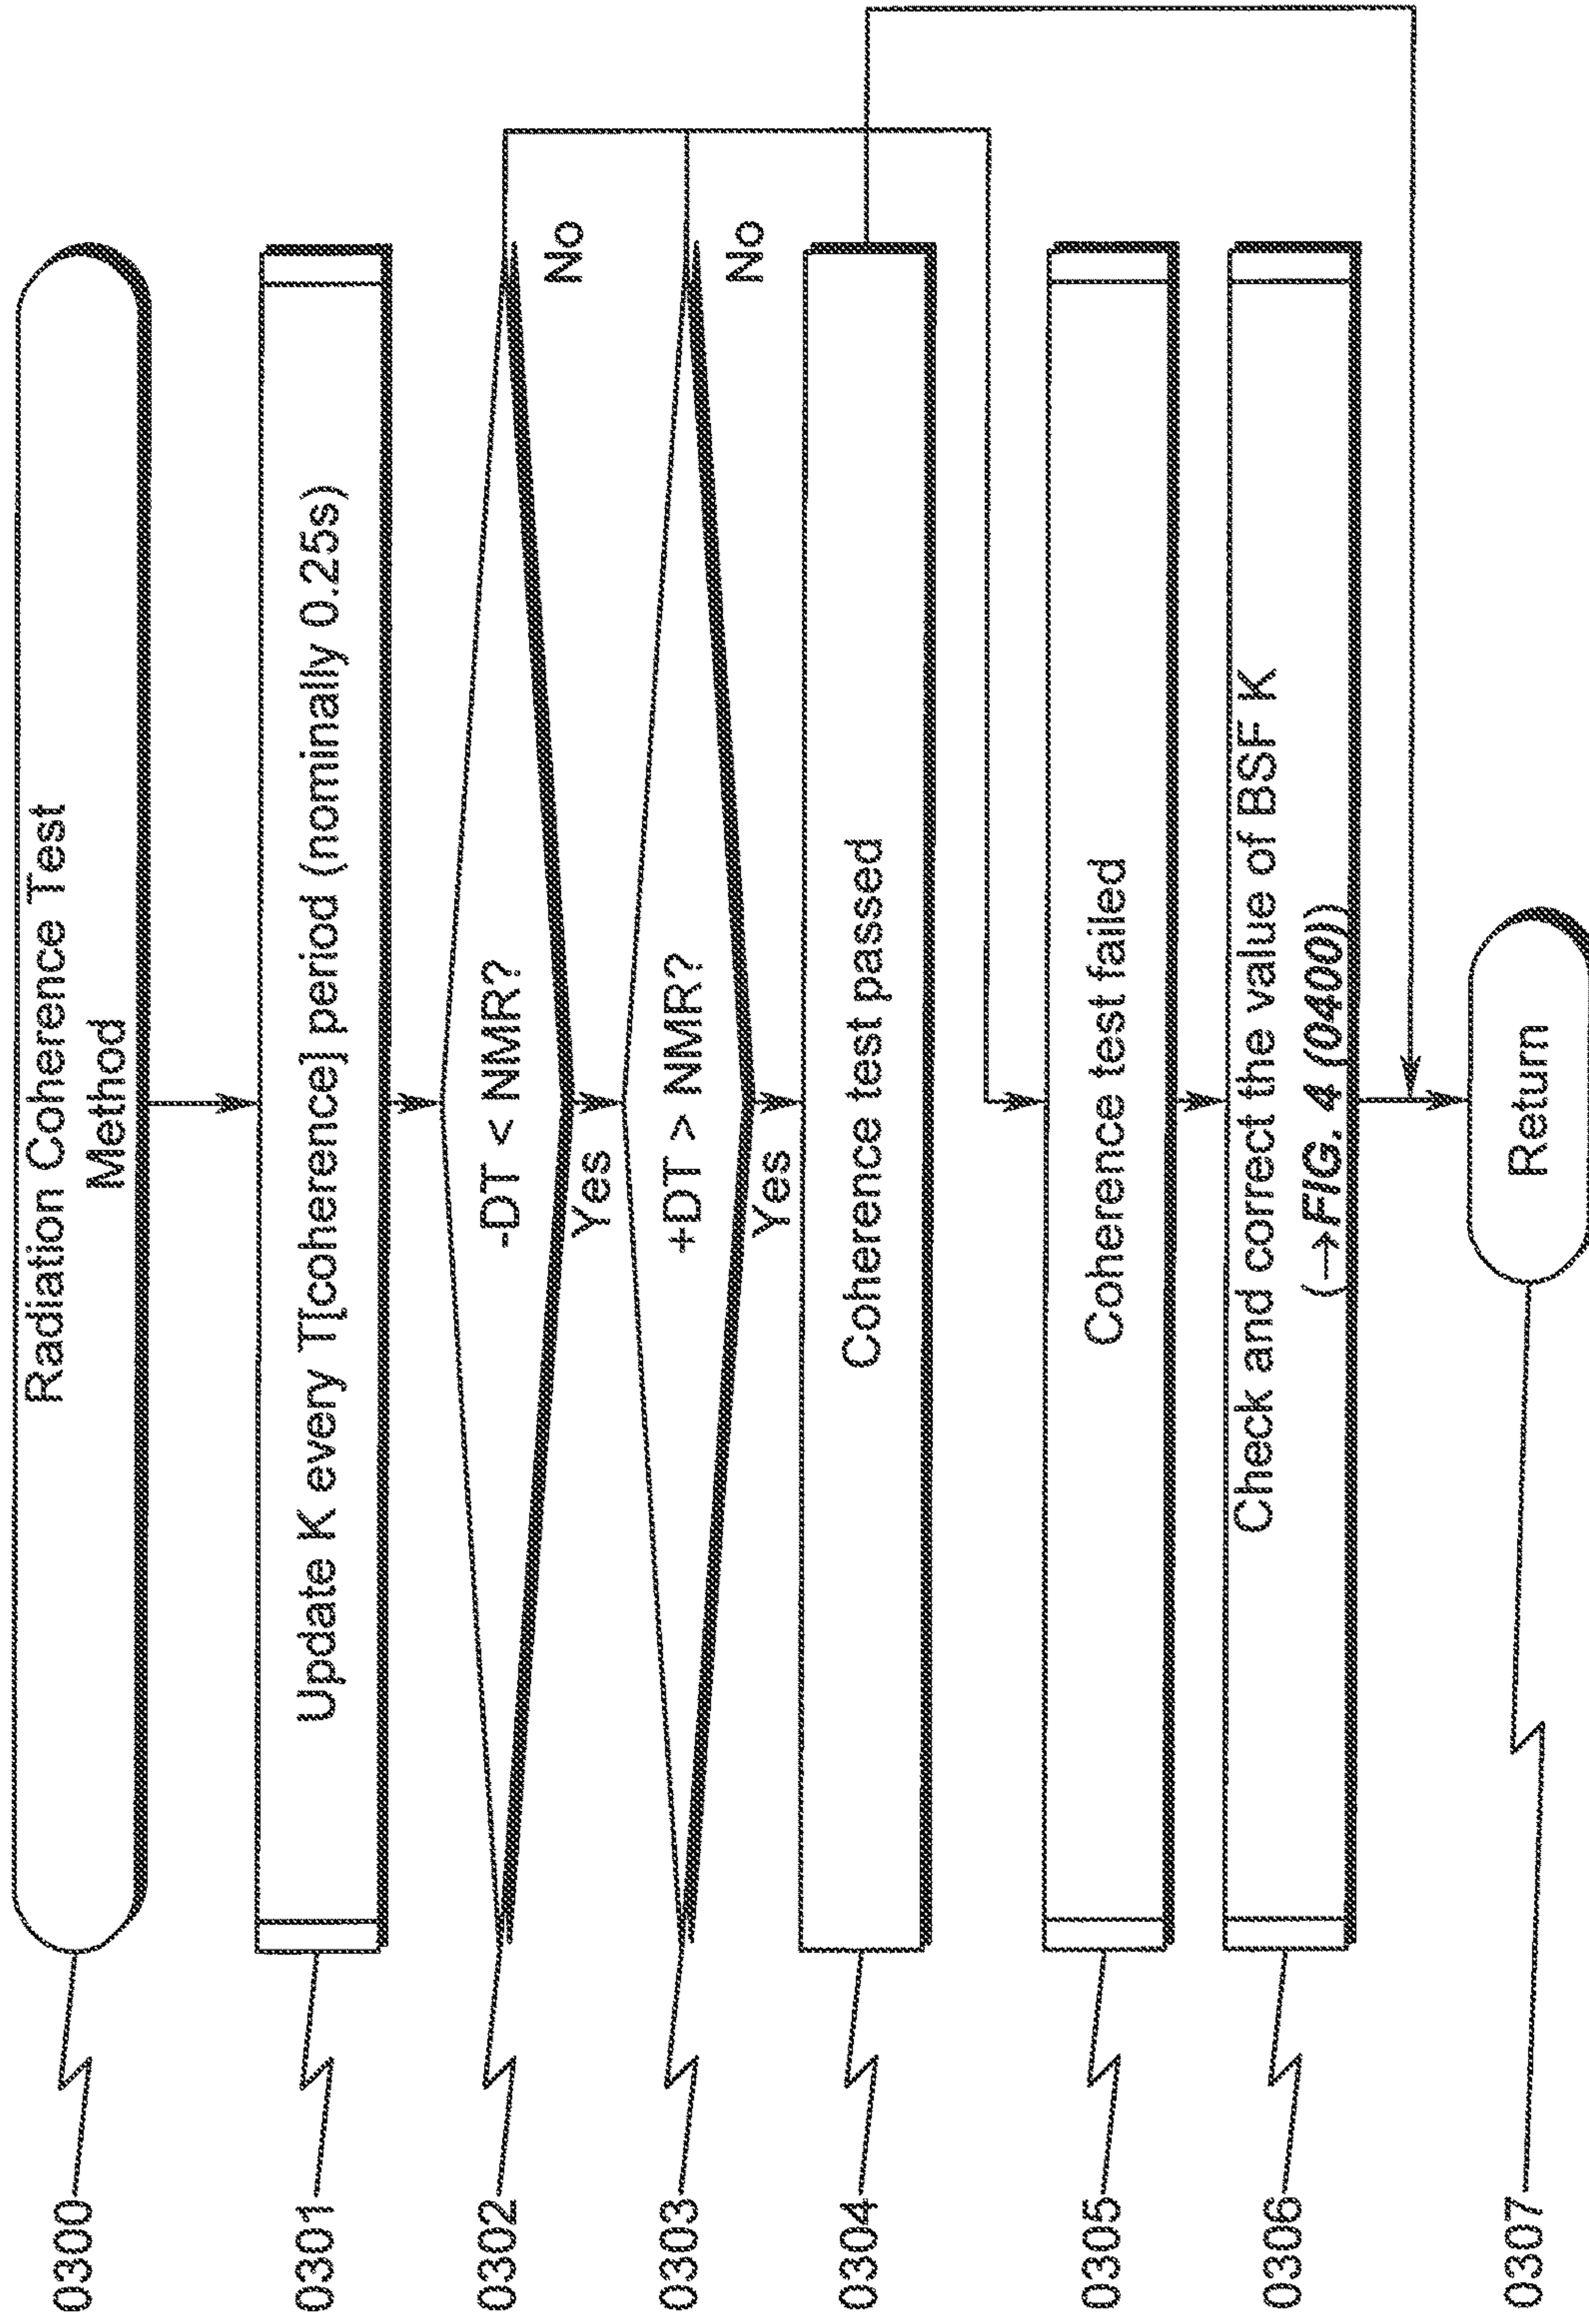 0300
Radiation Coherence Test
Method
0301
Update K every T[coherence] period (nominally 0.25s)
0302
-DT < NMR?
No
Yes
0303
+DT > NMR?
No
Yes
0304
Coherence test passed
0305
Coherence test failed
0306
Check and correct the value of BSF K
(→FIG. 4 (0400))
0307
Return